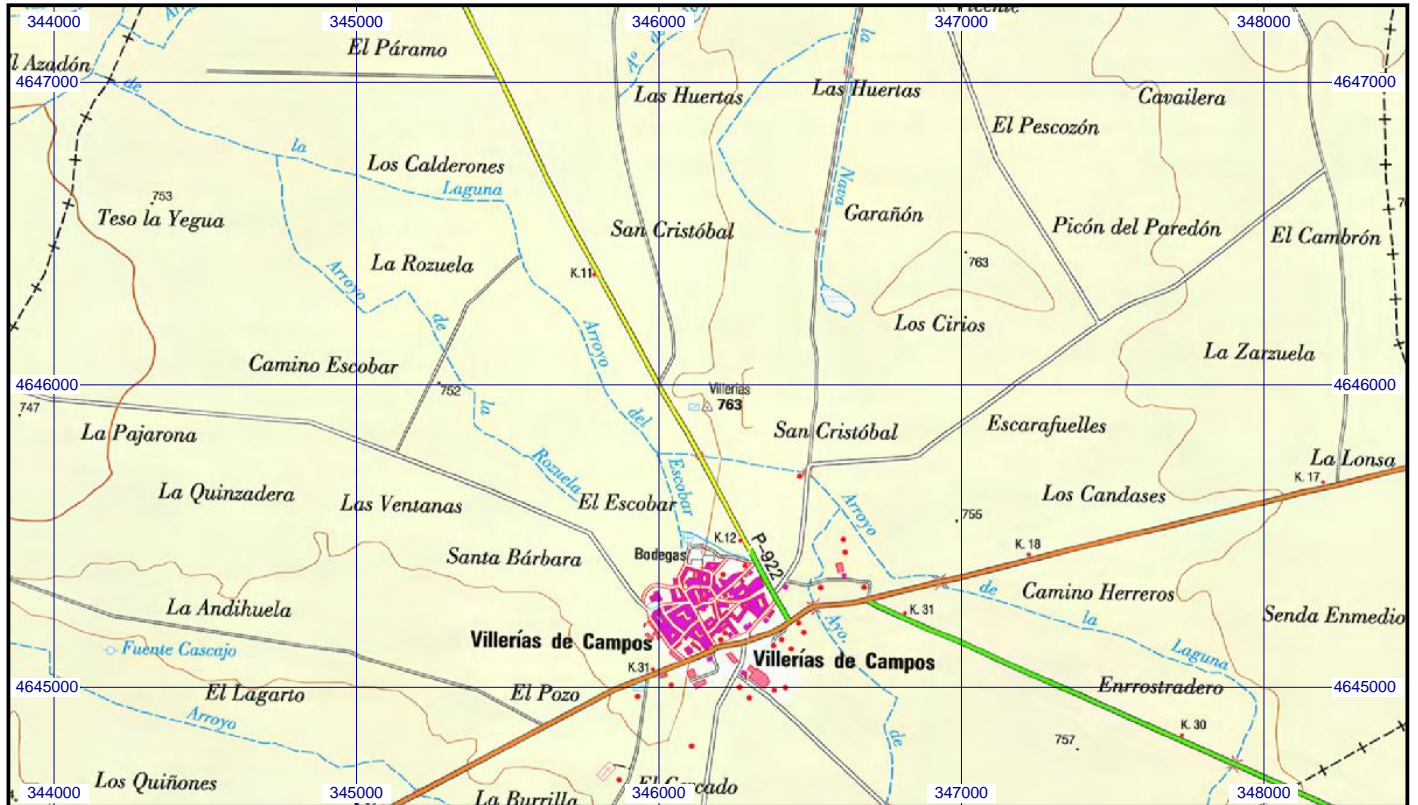 344000
345000
346000
347000
348000
El Páramo
Azadón
de
4647000
4647000
Aº
la
Las Huertas
Las Huertas
Cavailera
El Pescozón
la
Los Calderones
Laguna
Nava
753
Teso la Yegua
Garañón
San Cristóbal
Picón del Paredón
El Cambrón
La Rozuela
763
K.11
Arroyo
de
Arroyo
Los Cirios
La Zarzuela
Camino Escobar
4646000
4646000
752
Villerías
763
747
la
del
La Pajarona
San Cristóbal
Escarafuelles
Rozuela
Escobar
La Lonsa
K. 17
La Quinzadera
Las Ventanas
El Escobar
Arroyo
Los Candases
755
K.12
P-922
K. 18
Bodegas
Santa Bárbara
de
Camino Herreros
La Andihuela
K. 31
la
Senda Enmedio
Ayo.
Villerías de Campos
Fuente Cascajo
Laguna
Villerías de Campos
K.31
4645000
4645000
El Lagarto
El Pozo
Enrrostradero
Arroyo
K. 30
de
757
Los Quiñones
La Burrilla
344000
345000
346000
347000
348000